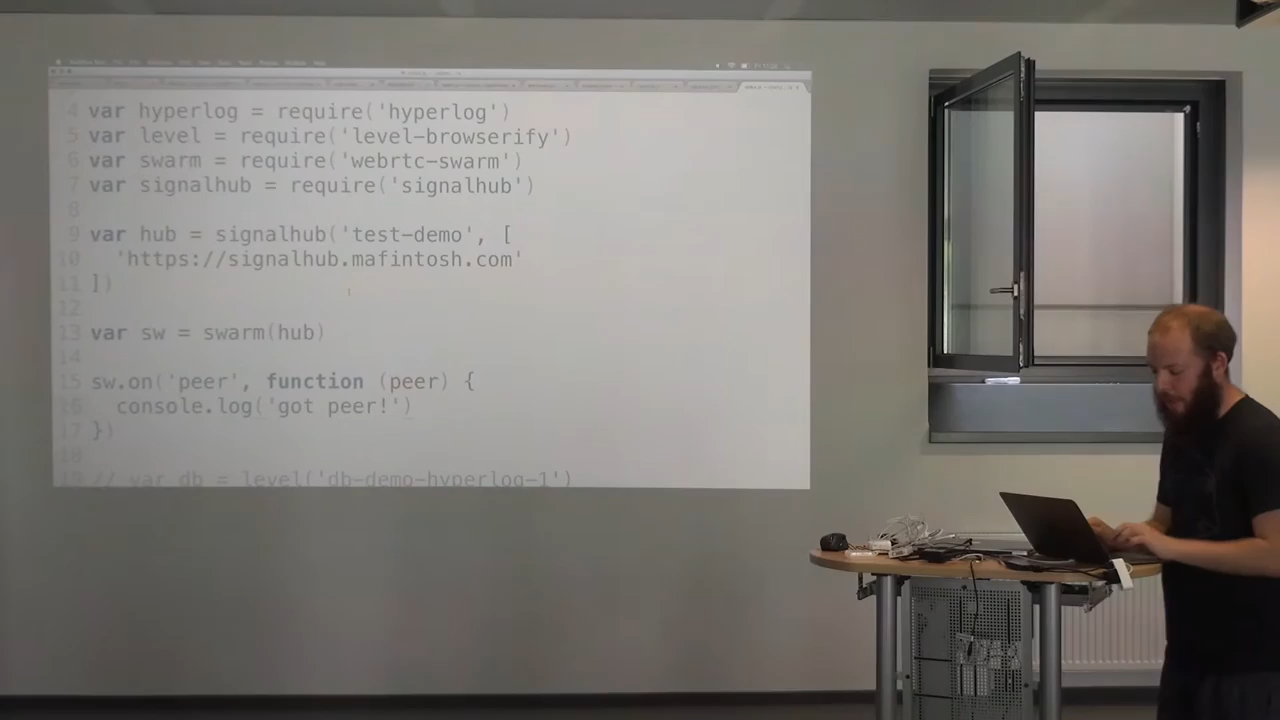 4 var hyperlog = require('hyperlog')
5 var level = require('level-browserify')
6 var swarm = require('webrtc-swarm')
7 var signalhub = require('signalhub')
8
9 var hub = signalhub('test-demo', [
10   'https://signalhub.mafintosh.com'
11 ])
12
13 var sw = swarm(hub)
14
15 sw.on('peer', function (peer) {
16   console.log('got peer!')
17 })
18
19 // var db = level('db-demo-hyperlog-1')